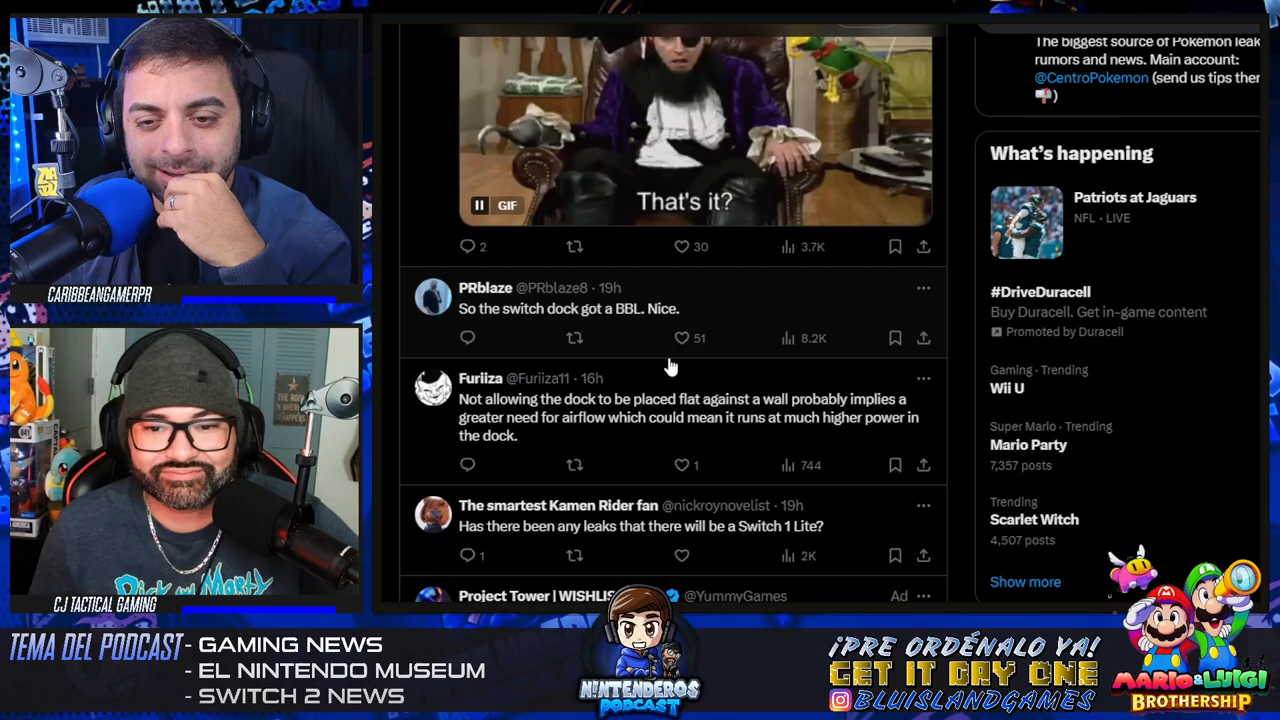 CARIBBEANGAMERPR
CJ TACTICAL GAMING
THE ROOM
Rick and Morty
That's it?
GIF
2
30
3.7K
PRblaze @PRblaze8 · 19h
So the switch dock got a BBL. Nice.
51
8.2K
Furiiza @Furiiza11 · 16h
Not allowing the dock to be placed flat against a wall probably implies a
greater need for airflow which could mean it runs at much higher power in
the dock.
1
744
The smartest Kamen Rider fan @nickroynovelist · 19h
Has there been any leaks that there will be a Switch 1 Lite?
1
2K
Project Tower | WISHLIS @YummyGames Ad
The biggest source of Pokemon leak
rumors and news. Main account:
@CentroPokemon (send us tips ther
)
What's happening
Patriots at Jaguars
NFL · LIVE
#DriveDuracell
Buy Duracell. Get in-game content
Promoted by Duracell
Gaming · Trending
Wii U
Super Mario · Trending
Mario Party
7,357 posts
Trending
Scarlet Witch
4,507 posts
Show more
TEMA DEL PODCAST - GAMING NEWS
- EL NINTENDO MUSEUM
- SWITCH 2 NEWS
NINTENDEROS
PODCAST
¡PRE ORDÉNALO YA!
GET IT DAY ONE
BLUISLANDGAMES
MARIO & LUIGI
BROTHERSHIP